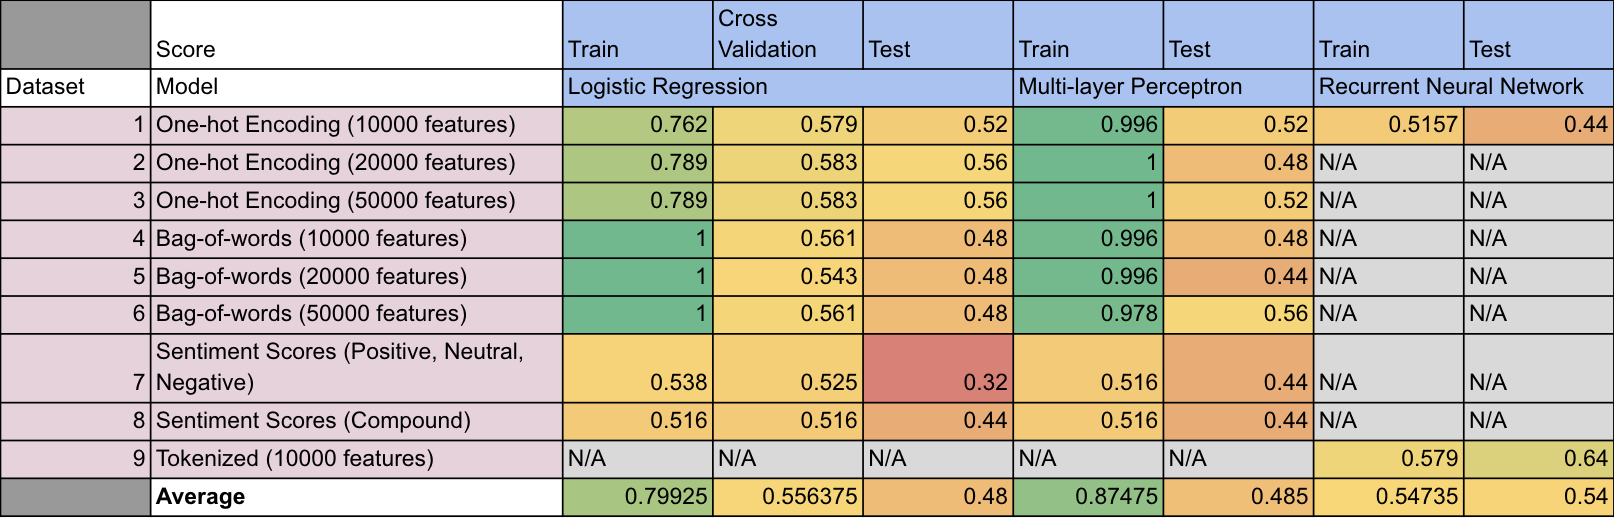 Score Train Cross Validation Test Train Test Train Test
Dataset Model Logistic Regression Multi-layer Perceptron Recurrent Neural Network
1 One-hot Encoding (10000 features) 0.762 0.579 0.52 0.996 0.52 0.5157 0.44
2 One-hot Encoding (20000 features) 0.789 0.583 0.56 1 0.48 N/A N/A
3 One-hot Encoding (50000 features) 0.789 0.583 0.56 1 0.52 N/A N/A
4 Bag-of-words (10000 features) 1 0.561 0.48 0.996 0.48 N/A N/A
5 Bag-of-words (20000 features) 1 0.543 0.48 0.996 0.44 N/A N/A
6 Bag-of-words (50000 features) 1 0.561 0.48 0.978 0.56 N/A N/A
7 Sentiment Scores (Positive, Neutral, Negative) 0.538 0.525 0.32 0.516 0.44 N/A N/A
8 Sentiment Scores (Compound) 0.516 0.516 0.44 0.516 0.44 N/A N/A
9 Tokenized (10000 features) N/A N/A N/A N/A N/A 0.579 0.64
Average 0.79925 0.556375 0.48 0.87475 0.485 0.54735 0.54